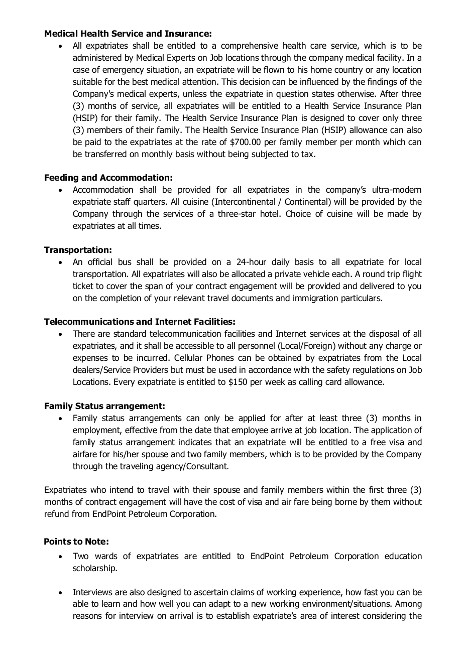 Medical Health Service and Insurance:
• All expatriates shall be entitled to a comprehensive health care service, which is to be
administered by Medical Experts on Job locations through the company medical facility. In a
case of emergency situation, an expatriate will be flown to his home country or any location
suitable for the best medical attention. This decision can be influenced by the findings of the
Company's medical experts, unless the expatriate in question states otherwise. After three
(3) months of service, all expatriates will be entitled to a Health Service Insurance Plan
(HSIP) for their family. The Health Service Insurance Plan is designed to cover only three
(3) members of their family. The Health Service Insurance Plan (HSIP) allowance can also
be paid to the expatriates at the rate of $700.00 per family member per month which can
be transferred on monthly basis without being subjected to tax.
Feeding and Accommodation:
• Accommodation shall be provided for all expatriates in the company's ultra-modern
expatriate staff quarters. All cuisine (Intercontinental / Continental) will be provided by the
Company through the services of a three-star hotel. Choice of cuisine will be made by
expatriates at all times.
Transportation:
• An official bus shall be provided on a 24-hour daily basis to all expatriate for local
transportation. All expatriates will also be allocated a private vehicle each. A round trip flight
ticket to cover the span of your contract engagement will be provided and delivered to you
on the completion of your relevant travel documents and immigration particulars.
Telecommunications and Internet Facilities:
• There are standard telecommunication facilities and Internet services at the disposal of all
expatriates, and it shall be accessible to all personnel (Local/Foreign) without any charge or
expenses to be incurred. Cellular Phones can be obtained by expatriates from the Local
dealers/Service Providers but must be used in accordance with the safety regulations on Job
Locations. Every expatriate is entitled to $150 per week as calling card allowance.
Family Status arrangement:
• Family status arrangements can only be applied for after at least three (3) months in
employment, effective from the date that employee arrive at job location. The application of
family status arrangement indicates that an expatriate will be entitled to a free visa and
airfare for his/her spouse and two family members, which is to be provided by the Company
through the traveling agency/Consultant.
Expatriates who intend to travel with their spouse and family members within the first three (3)
months of contract engagement will have the cost of visa and air fare being borne by them without
refund from EndPoint Petroleum Corporation.
Points to Note:
• Two wards of expatriates are entitled to EndPoint Petroleum Corporation education
scholarship.
• Interviews are also designed to ascertain claims of working experience, how fast you can be
able to learn and how well you can adapt to a new working environment/situations. Among
reasons for interview on arrival is to establish expatriate's area of interest considering the